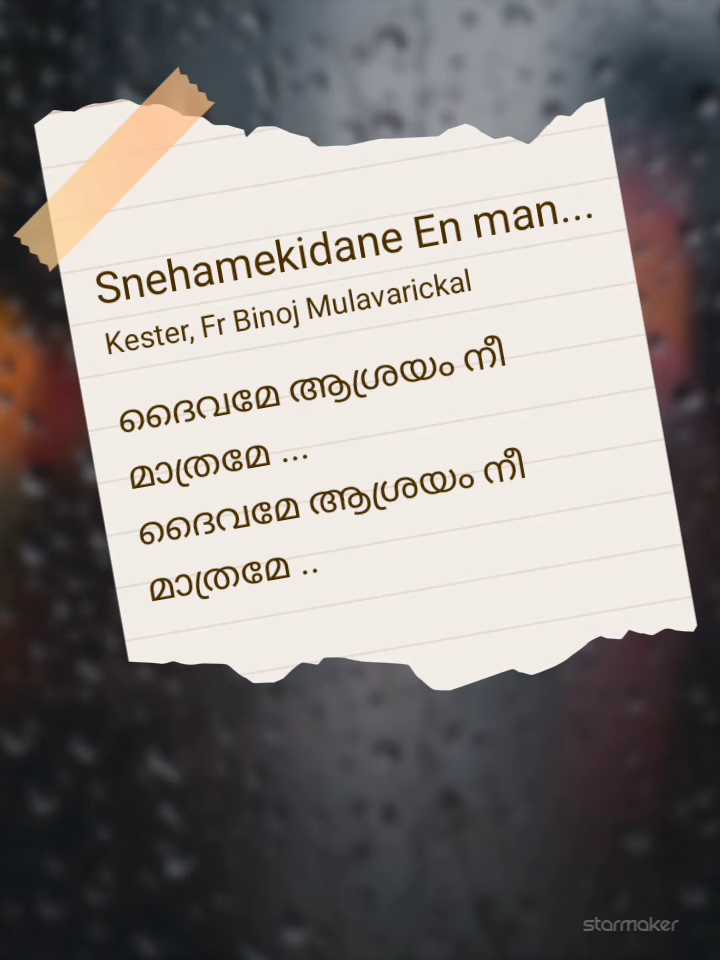 Snehamekidane En man...
Kester, Fr Binoj Mulavarickal
ദൈവമേ ആശ്രയം നീ
മാത്രമേ ...
ദൈവമേ ആശ്രയം നീ
മാത്രമേ ..
starmaker